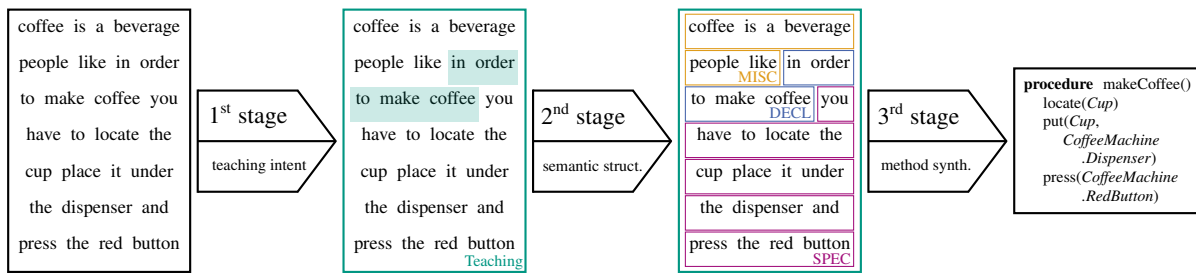 coffee is a beverage
people like in order
to make coffee you
have to locate the
cup place it under
the dispenser and
press the red button
1st stage
teaching intent
coffee is a beverage
people like in order
to make coffee you
have to locate the
cup place it under
the dispenser and
press the red button
Teaching
2nd stage
semantic struct.
coffee is a beverage
people like in order
MISC
to make coffee you
DECL
have to locate the
cup place it under
the dispenser and
press the red button
SPEC
3rd stage
method synth.
procedure makeCoffee()
locate(Cup)
put(Cup,
CoffeeMachine
.Dispenser)
press(CoffeeMachine
.RedButton)